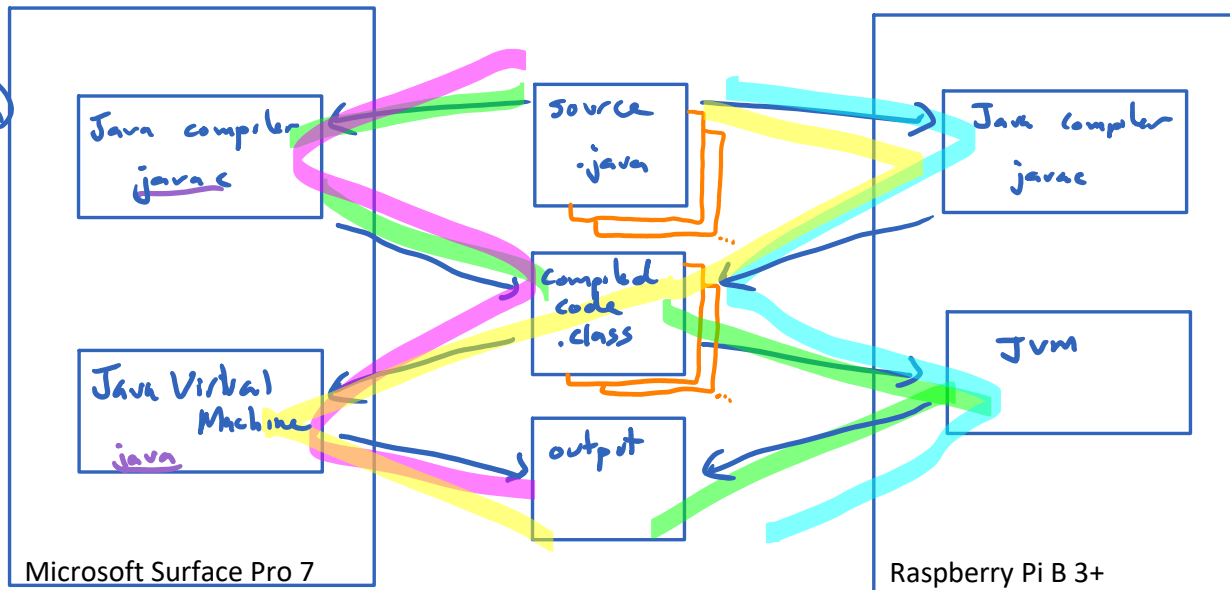 Java compiler
javac
source
.java
...
Java compiler
javac
compiled
code
.class
...
Java Virtual
Machine
java
JVM
output
Microsoft Surface Pro 7
Raspberry Pi B 3+